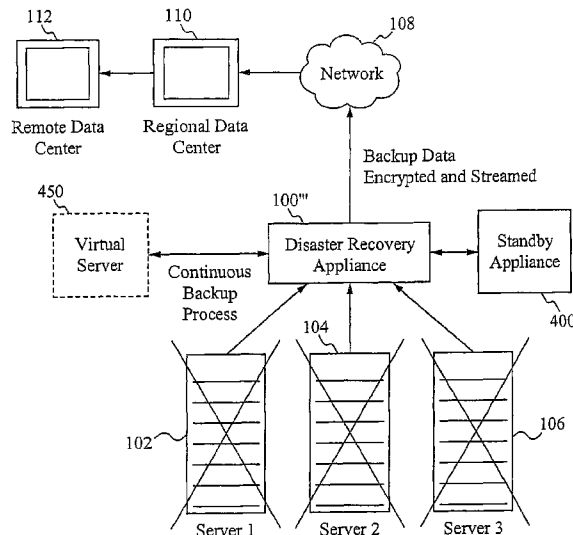 112
110
108
Network
Remote Data
Center
Regional Data
Center
Backup Data
Encrypted and Streamed
450
100'''
Virtual
Server
Continuous
Backup
Process
Disaster Recovery
Appliance
Standby
Appliance
400
104
102
106
Server 1
Server 2
Server 3